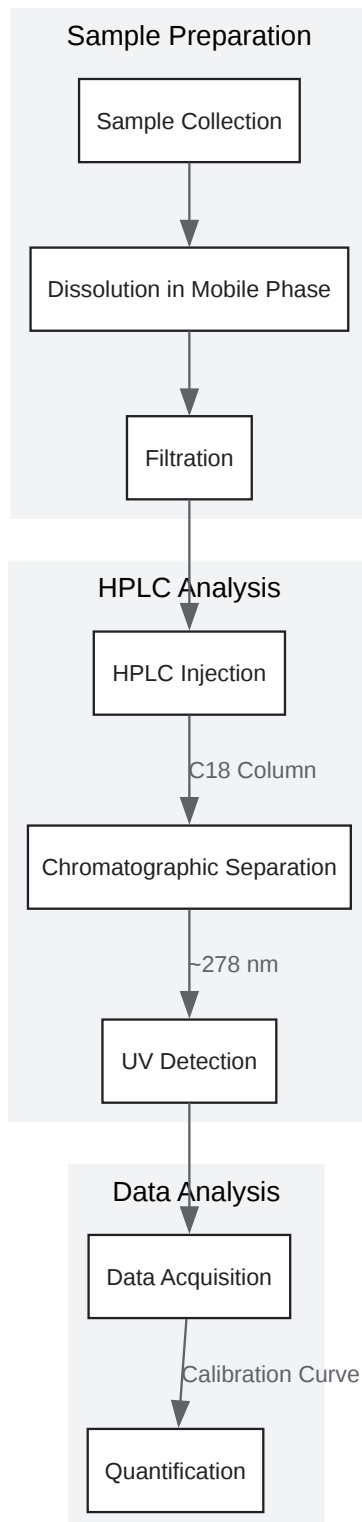 Sample Preparation
Sample Collection
Dissolution in Mobile Phase
Filtration
HPLC Analysis
HPLC Injection
C18 Column
Chromatographic Separation
~278 nm
UV Detection
Data Analysis
Data Acquisition
Calibration Curve
Quantification